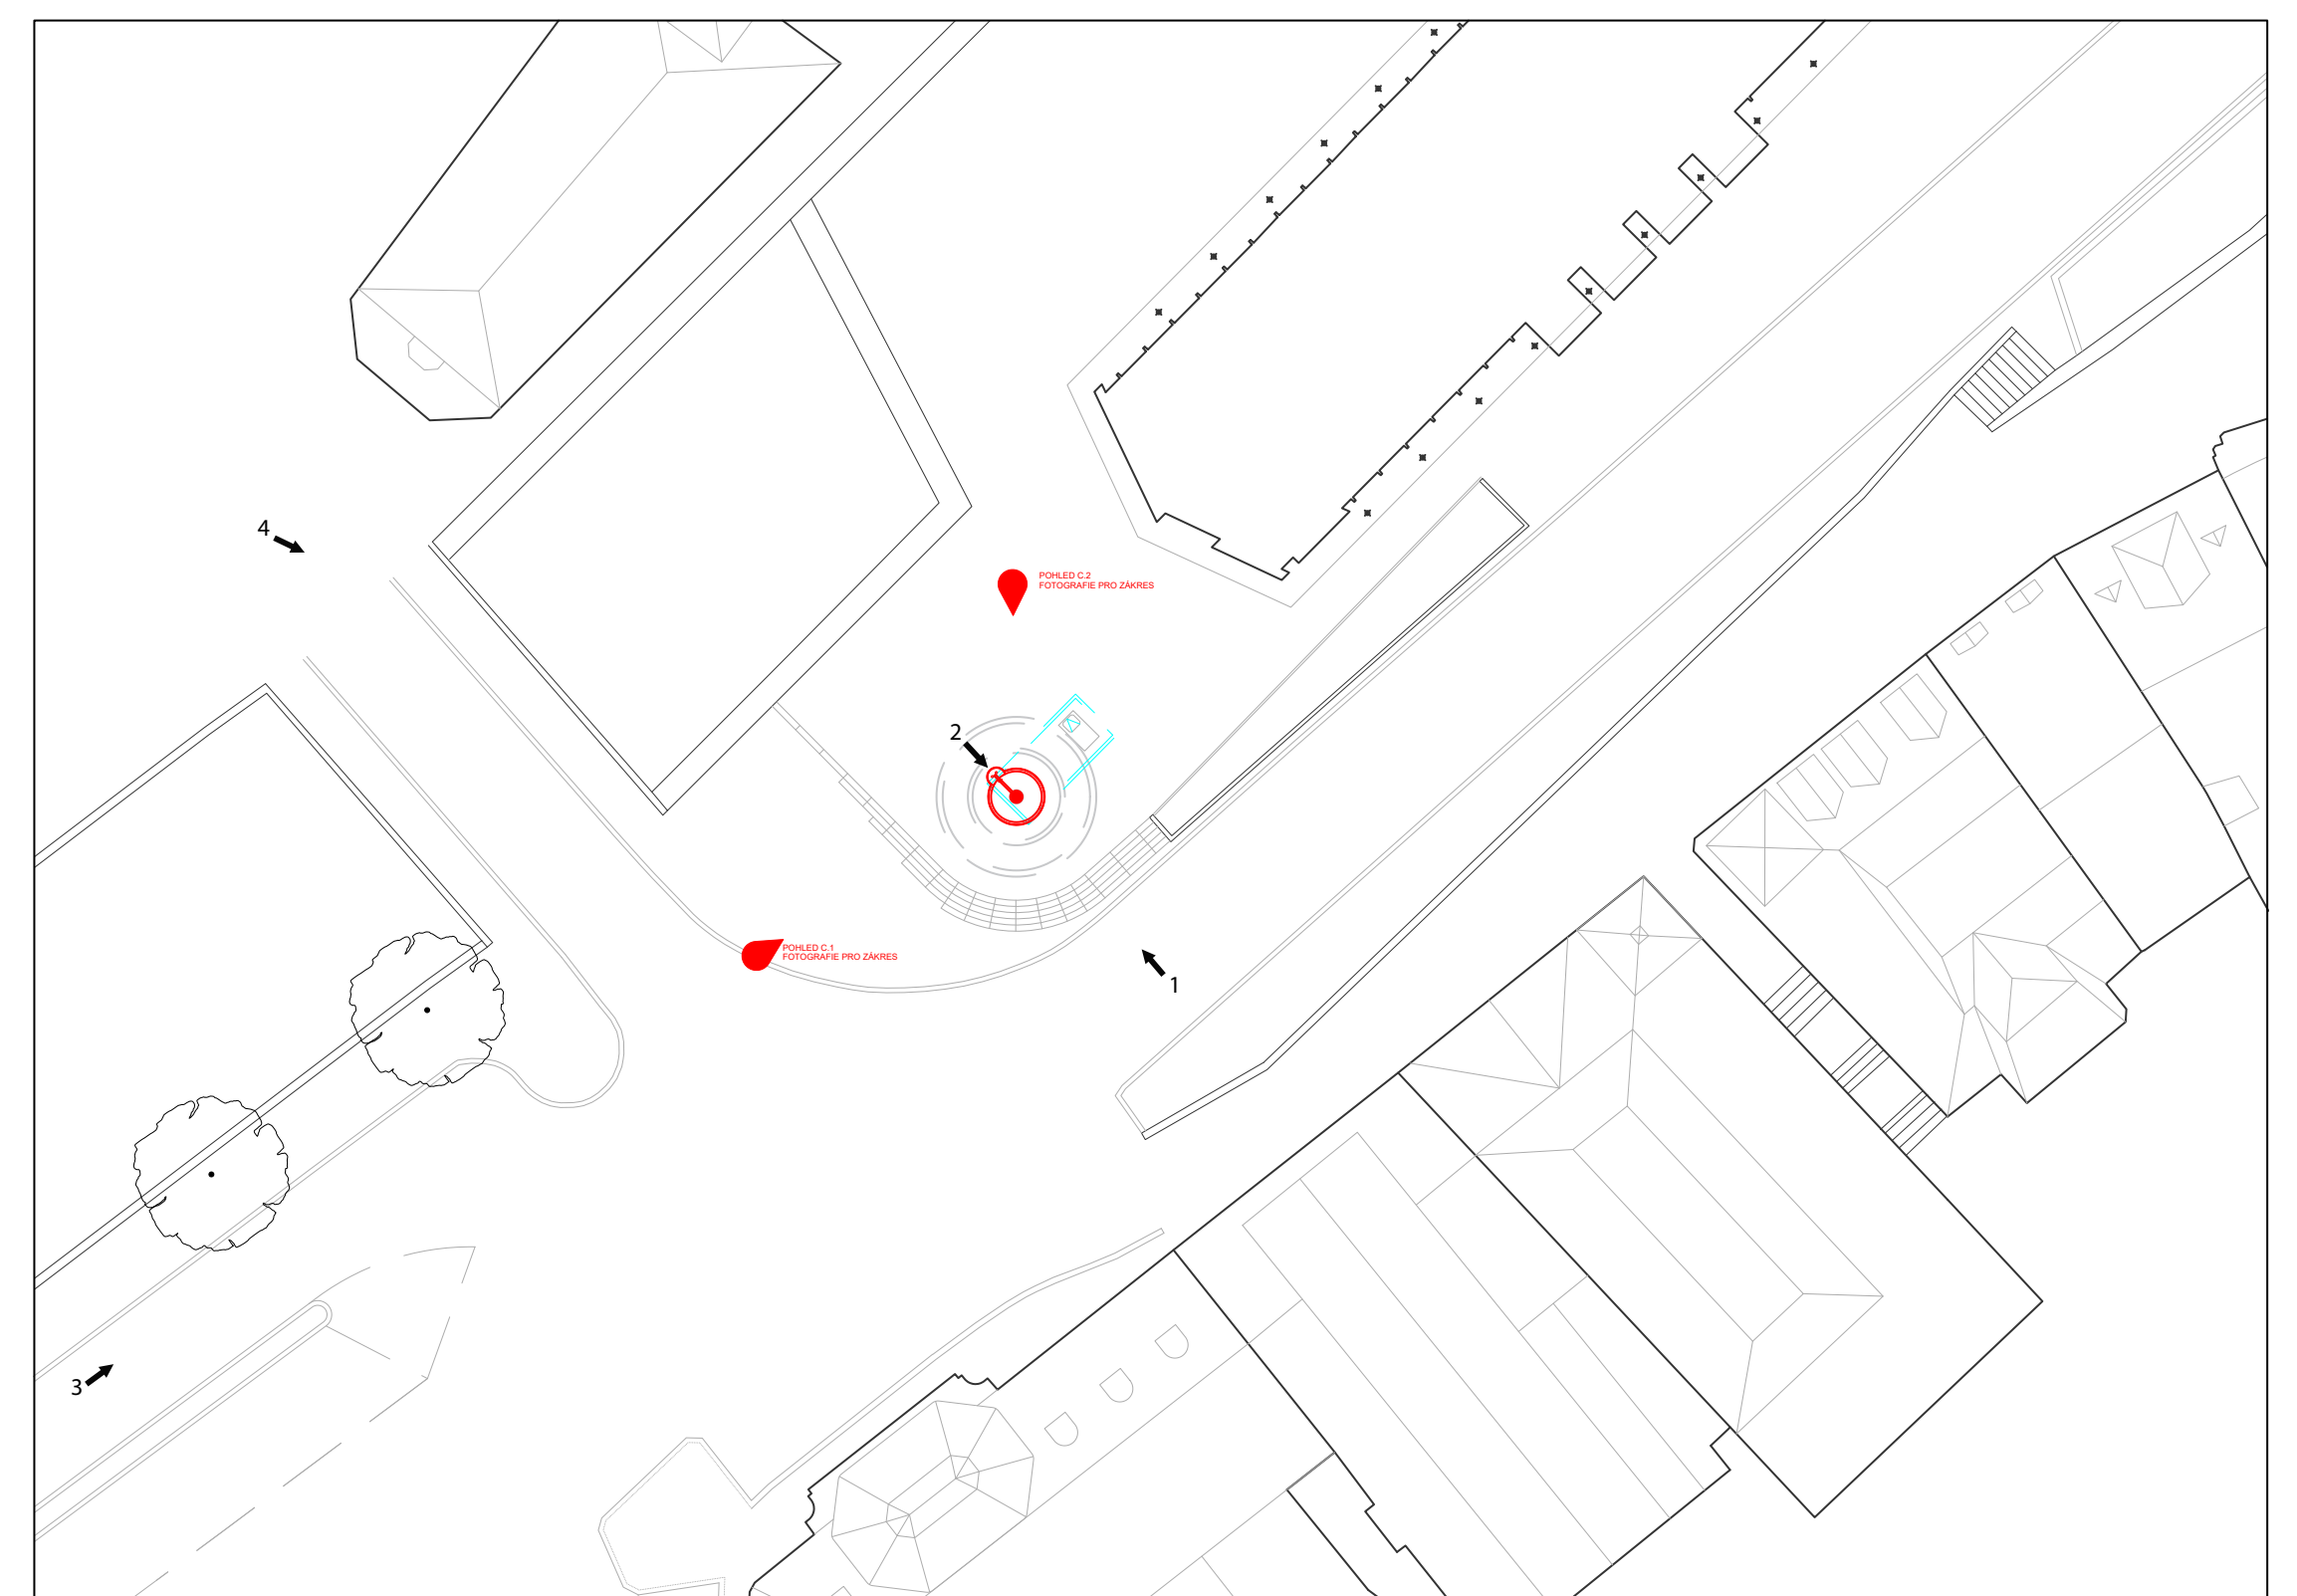 4
POHLED C.2
FOTOGRAFIE PRO ZÁKRES
2
POHLED C.1
FOTOGRAFIE PRO ZÁKRES
1
3